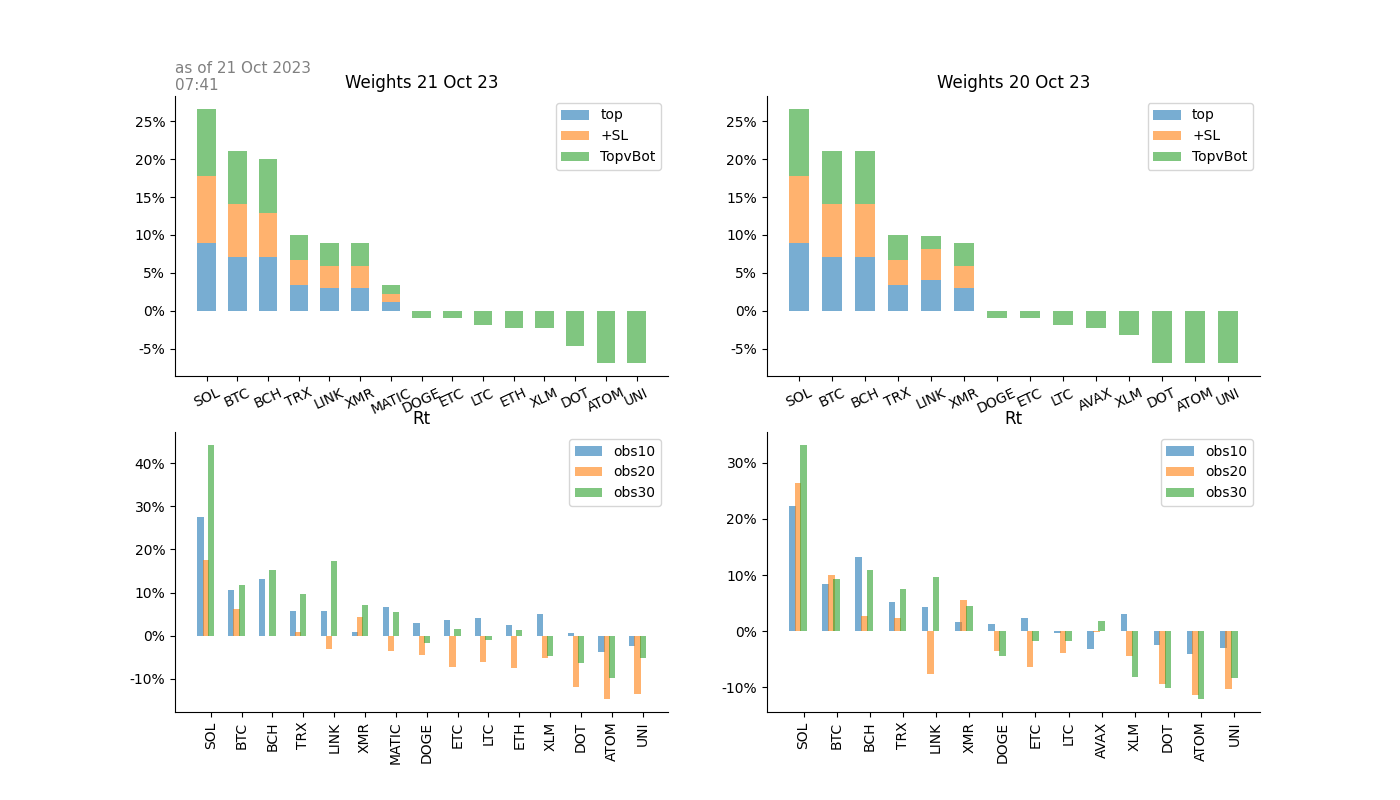 as of 21 Oct 2023
07:41
Weights 21 Oct 23
25%
20%
15%
10%
5%
0%
-5%
top
+SL
TopvBot
SOL BTC BCH TRX LINK XMR MATIC DOGE ETC LTC ETH XLM DOT ATOM UNI
Weights 20 Oct 23
25%
20%
15%
10%
5%
0%
-5%
top
+SL
TopvBot
SOL BTC BCH TRX LINK XMR DOGE ETC LTC AVAX XLM DOT ATOM UNI
Rt
40%
30%
20%
10%
0%
-10%
obs10
obs20
obs30
SOL BTC BCH TRX LINK XMR MATIC DOGE ETC LTC ETH XLM DOT ATOM UNI
Rt
30%
20%
10%
0%
-10%
obs10
obs20
obs30
SOL BTC BCH TRX LINK XMR DOGE ETC LTC AVAX XLM DOT ATOM UNI